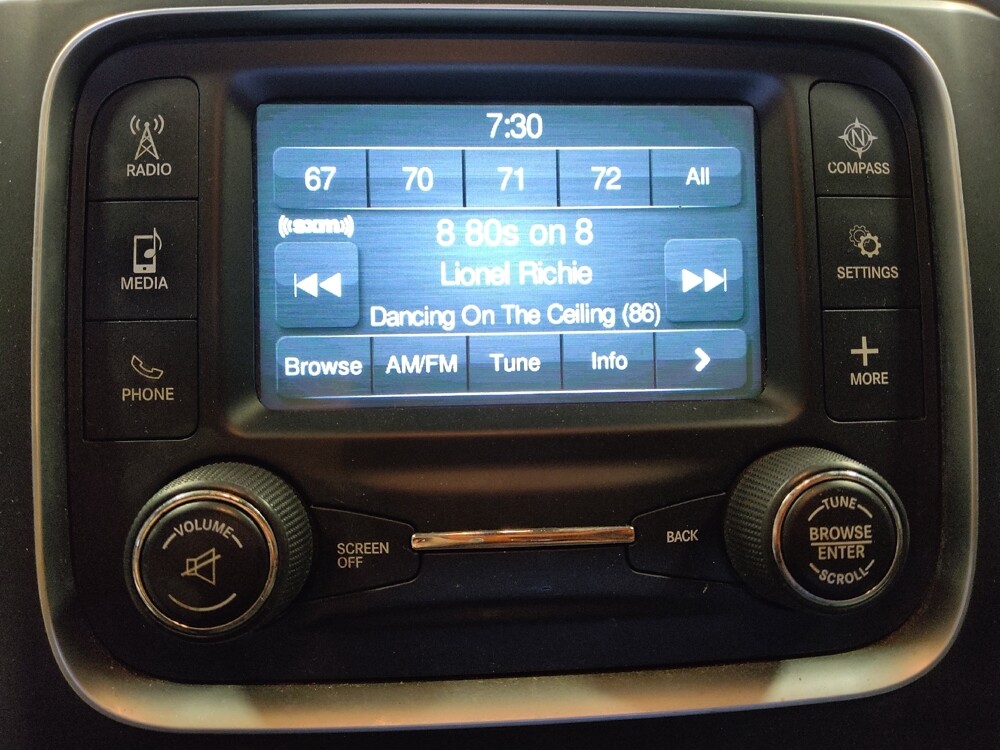 7:30
67 70 71 72 All
((sxm))
8 80s on 8
Lionel Richie
Dancing On The Ceiling (86)
Browse AM/FM Tune Info
RADIO
MEDIA
PHONE
N
COMPASS
SETTINGS
MORE
VOLUME
SCREEN
OFF
BACK
TUNE
BROWSE
ENTER
SCROLL